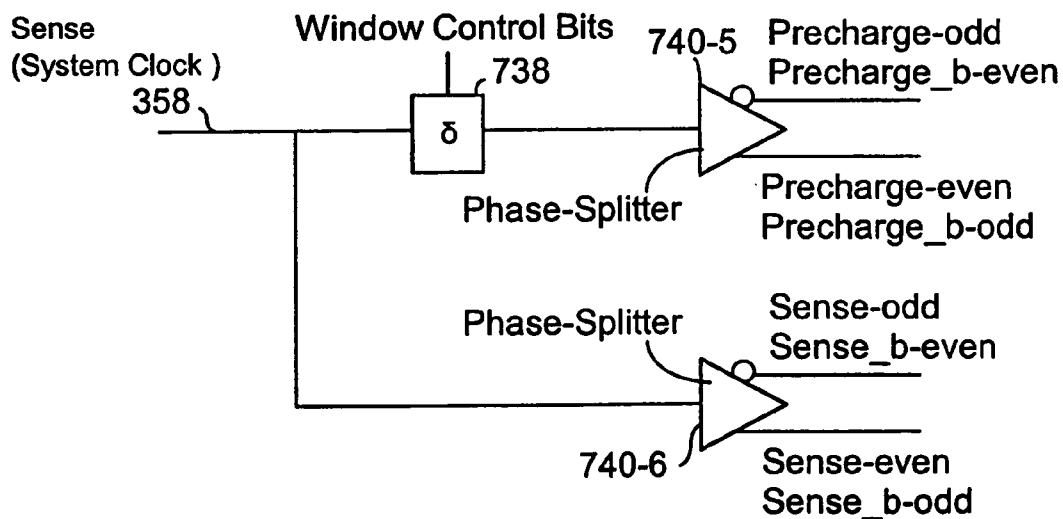 Sense
(System Clock )
358
Window Control Bits
738
δ
740-5
Precharge-odd
Precharge_b-even
Phase-Splitter
Precharge-even
Precharge_b-odd
Phase-Splitter
Sense-odd
Sense_b-even
740-6
Sense-even
Sense_b-odd